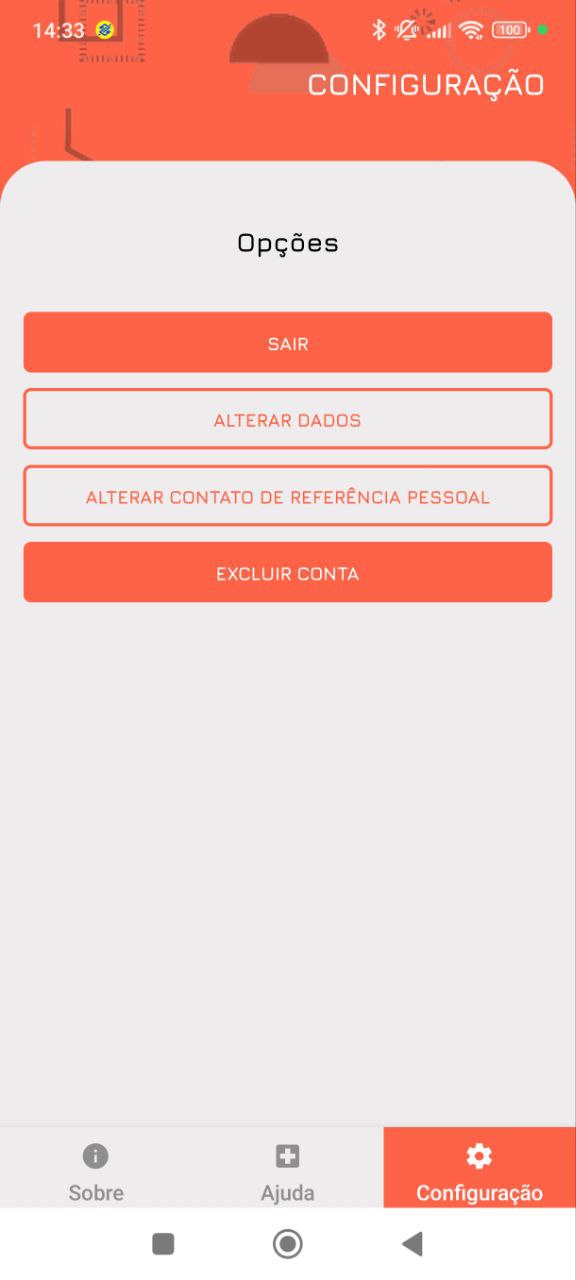 14:33
100
CONFIGURAÇÃO
Opções
SAIR
ALTERAR DADOS
ALTERAR CONTATO DE REFERÊNCIA PESSOAL
EXCLUIR CONTA
Sobre
Ajuda
Configuração